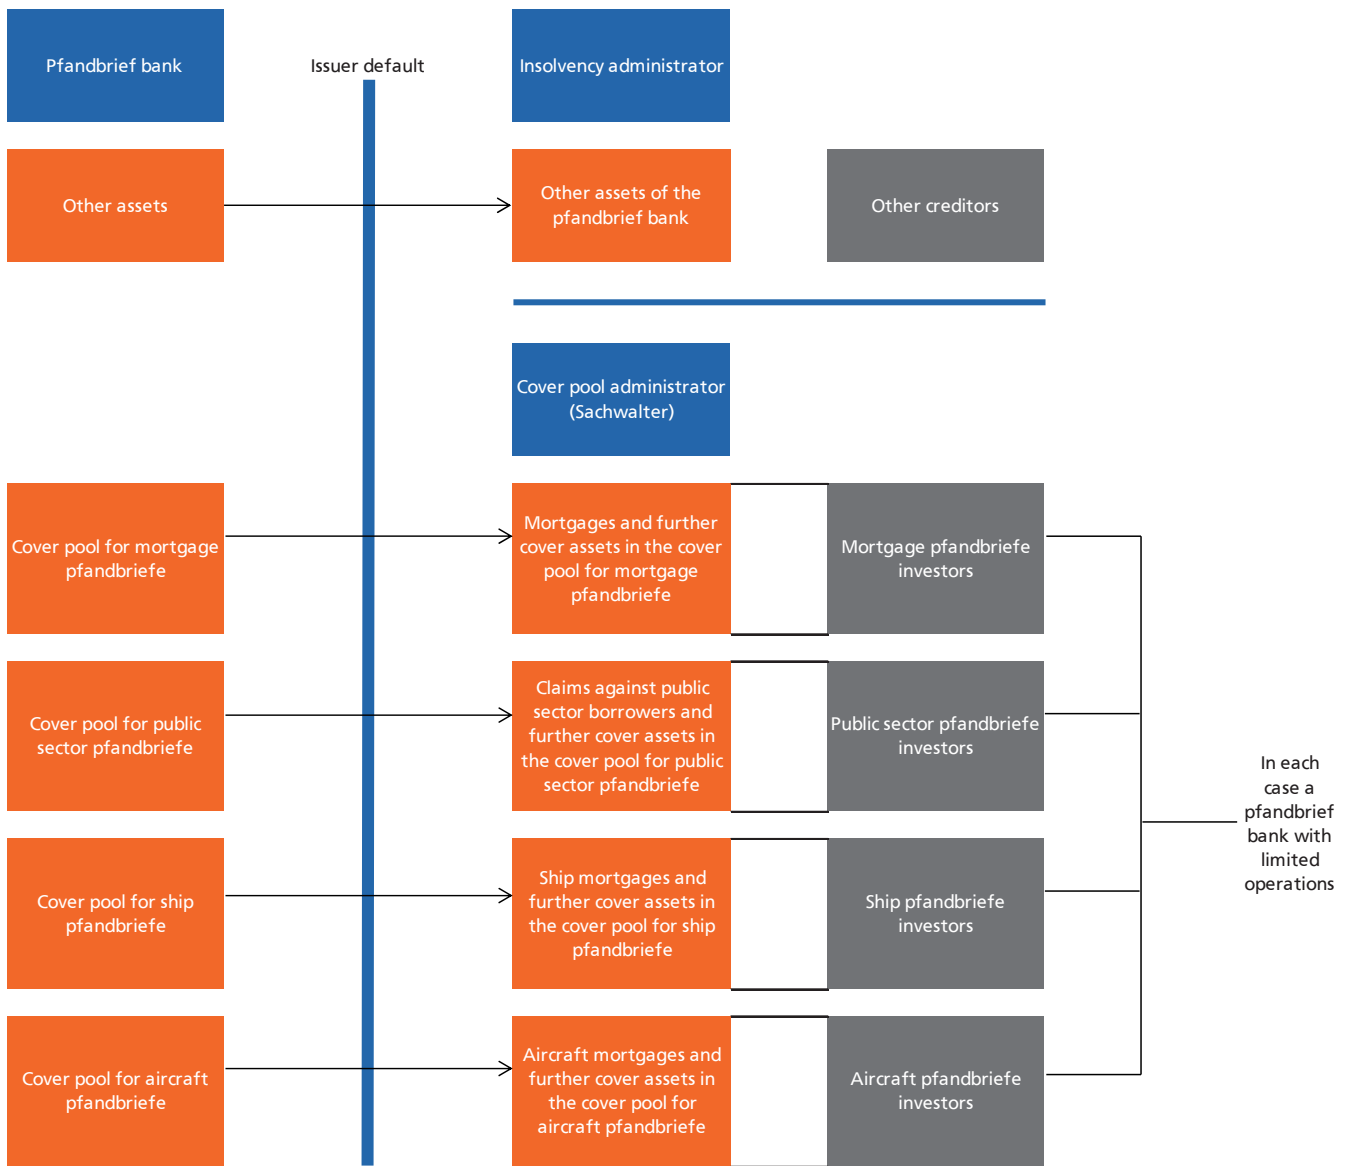 Pfandbrief bank
Issuer default
Insolvency administrator
Other assets
Other assets of the
pfandbrief bank
Other creditors
Cover pool administrator
(Sachwalter)
Cover pool for mortgage
pfandbriefe
Mortgages and further
cover assets in the cover
pool for mortgage
pfandbriefe
Mortgage pfandbriefe
investors
Cover pool for public
sector pfandbriefe
Claims against public
sector borrowers and
further cover assets in
the cover pool for public
sector pfandbriefe
Public sector pfandbriefe
investors
In each
case a
pfandbrief
bank with
limited
operations
Cover pool for ship
pfandbriefe
Ship mortgages and
further cover assets in
the cover pool for ship
pfandbriefe
Ship pfandbriefe
investors
Cover pool for aircraft
pfandbriefe
Aircraft mortgages and
further cover assets in
the cover pool for
aircraft pfandbriefe
Aircraft pfandbriefe
investors